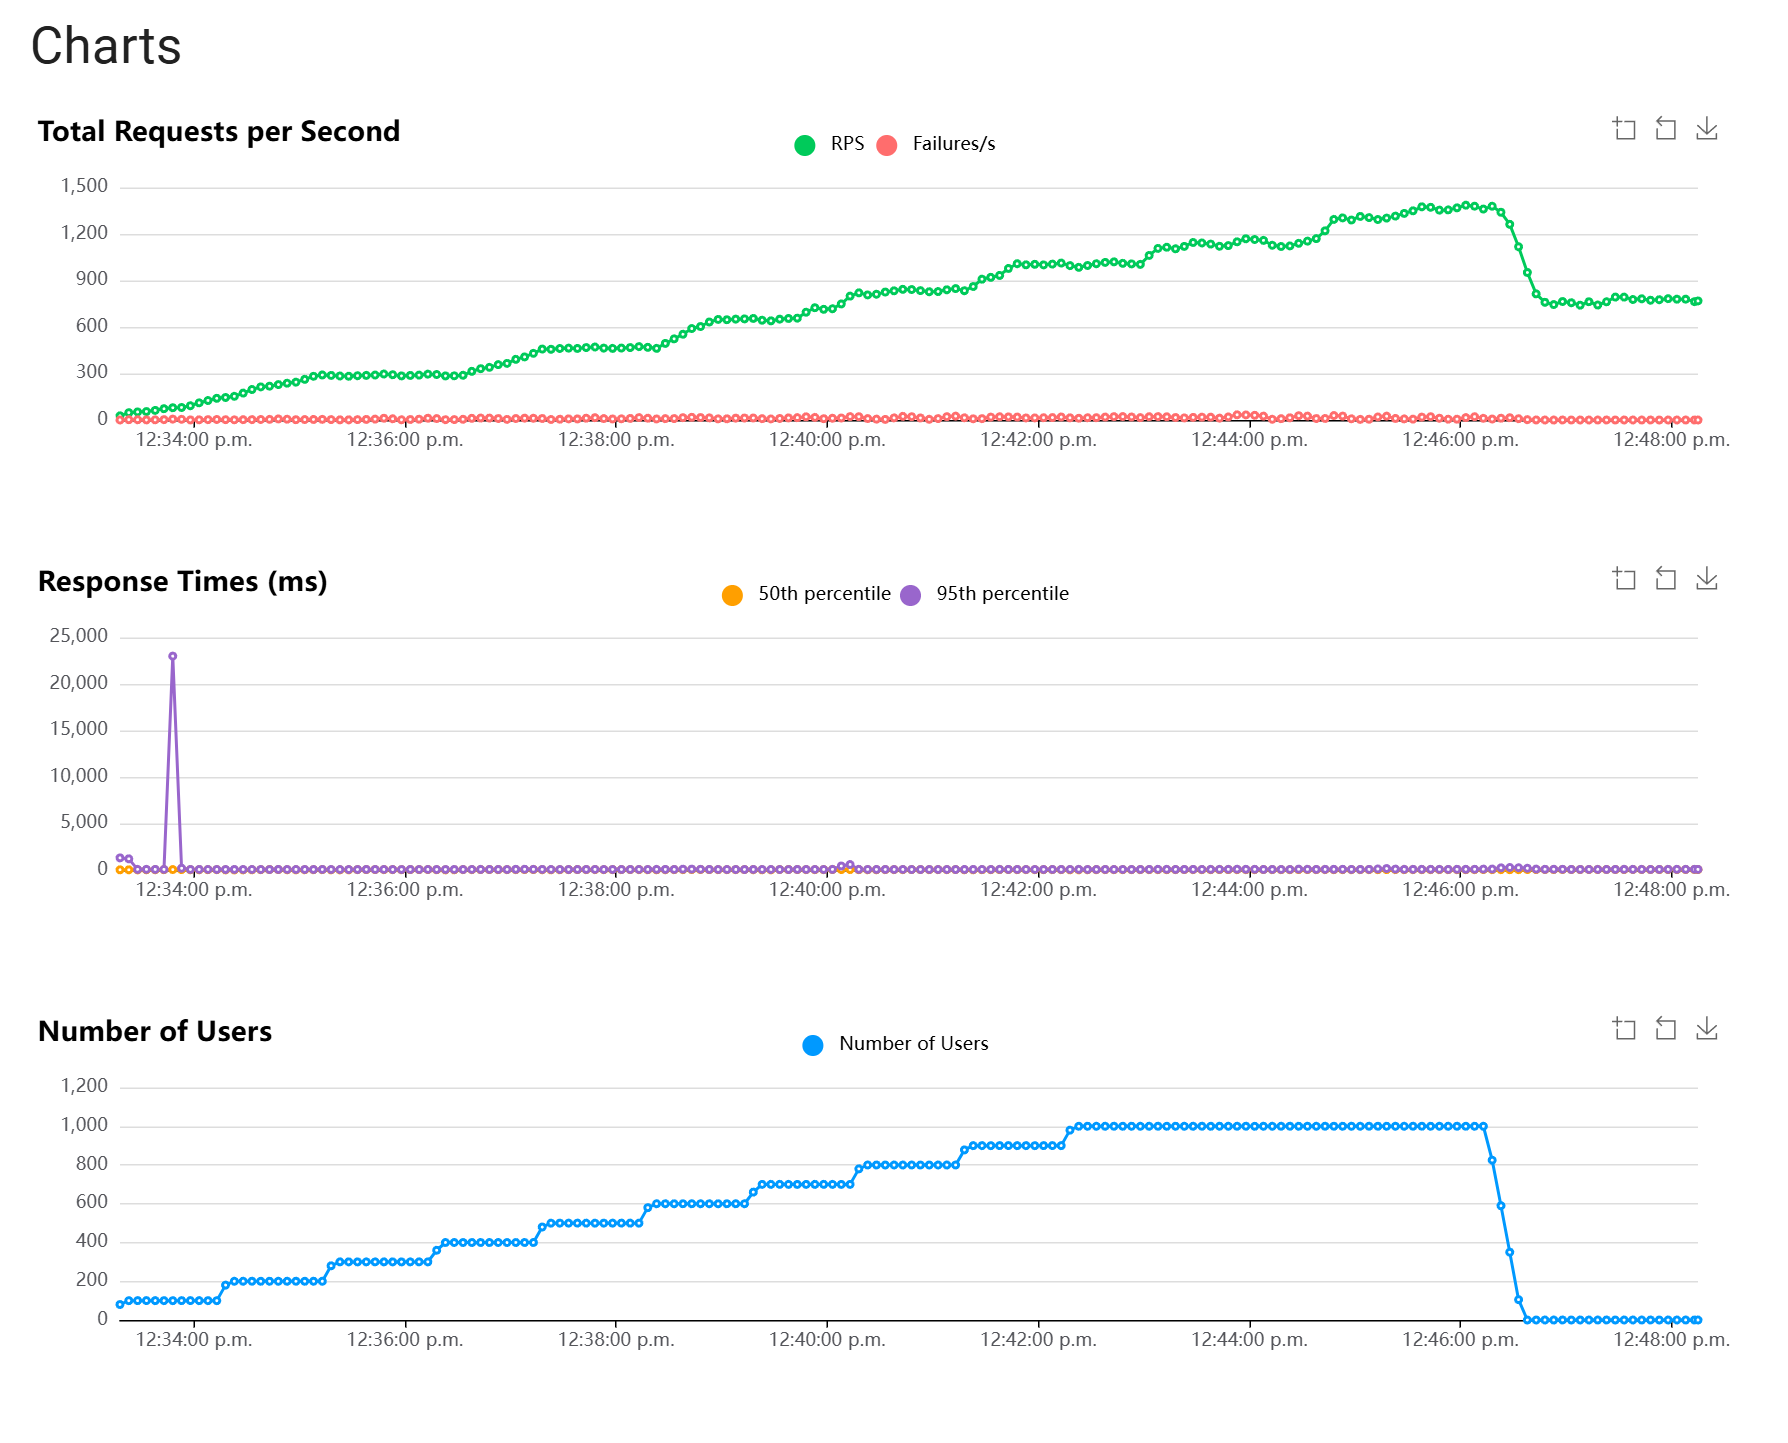 Charts
Total Requests per Second
RPS Failures/s
1,500
1,200
900
600
300
0
12:34:00 p.m. 12:36:00 p.m. 12:38:00 p.m. 12:40:00 p.m. 12:42:00 p.m. 12:44:00 p.m. 12:46:00 p.m. 12:48:00 p.m.
Response Times (ms)
50th percentile 95th percentile
25,000
20,000
15,000
10,000
5,000
0
12:34:00 p.m. 12:36:00 p.m. 12:38:00 p.m. 12:40:00 p.m. 12:42:00 p.m. 12:44:00 p.m. 12:46:00 p.m. 12:48:00 p.m.
Number of Users
Number of Users
1,200
1,000
800
600
400
200
0
12:34:00 p.m. 12:36:00 p.m. 12:38:00 p.m. 12:40:00 p.m. 12:42:00 p.m. 12:44:00 p.m. 12:46:00 p.m. 12:48:00 p.m.